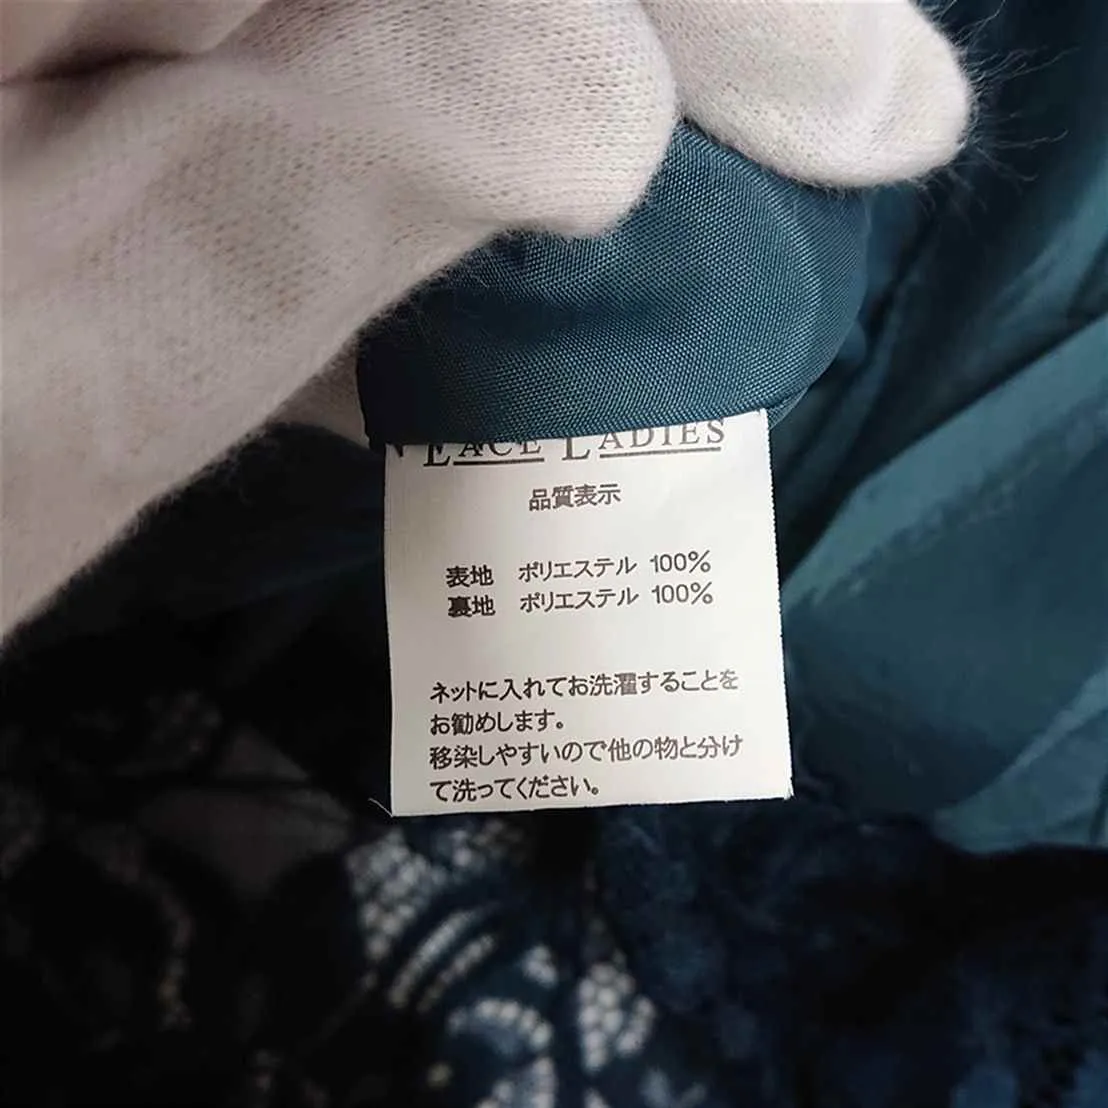 EACE LADIES
品質表示
表地 ポリエステル 100%
裏地 ポリエステル 100%
ネットに入れてお洗濯することを
お勧めします。
移染しやすいので他の物と分け
て洗ってください。